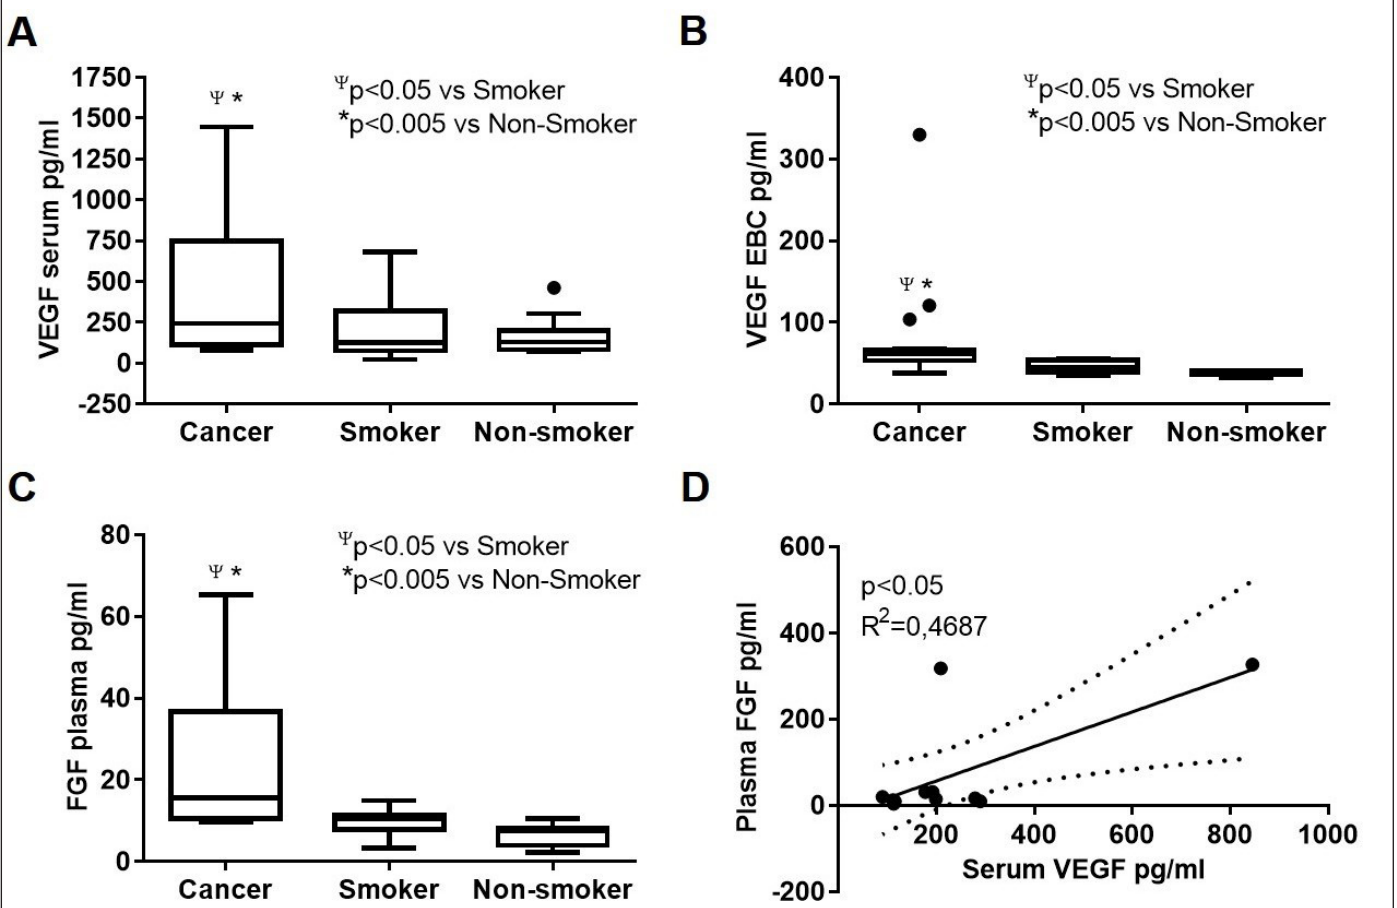 A
VEGF serum pg/ml
1750
1500
1250
1000
750
500
250
0
-250
Ψ *
Ψp<0.05 vs Smoker
*p<0.005 vs Non-Smoker
Cancer Smoker Non-smoker
B
VEGF EBC pg/ml
400
300
200
100
0
Ψ *
Ψp<0.05 vs Smoker
*p<0.005 vs Non-Smoker
Cancer Smoker Non-smoker
C
FGF plasma pg/ml
80
60
40
20
0
Ψ *
Ψp<0.05 vs Smoker
*p<0.005 vs Non-Smoker
Cancer Smoker Non-smoker
D
Plasma FGF pg/ml
600
400
200
0
-200
p<0.05
R2=0,4687
200 400 600 800 1000
Serum VEGF pg/ml